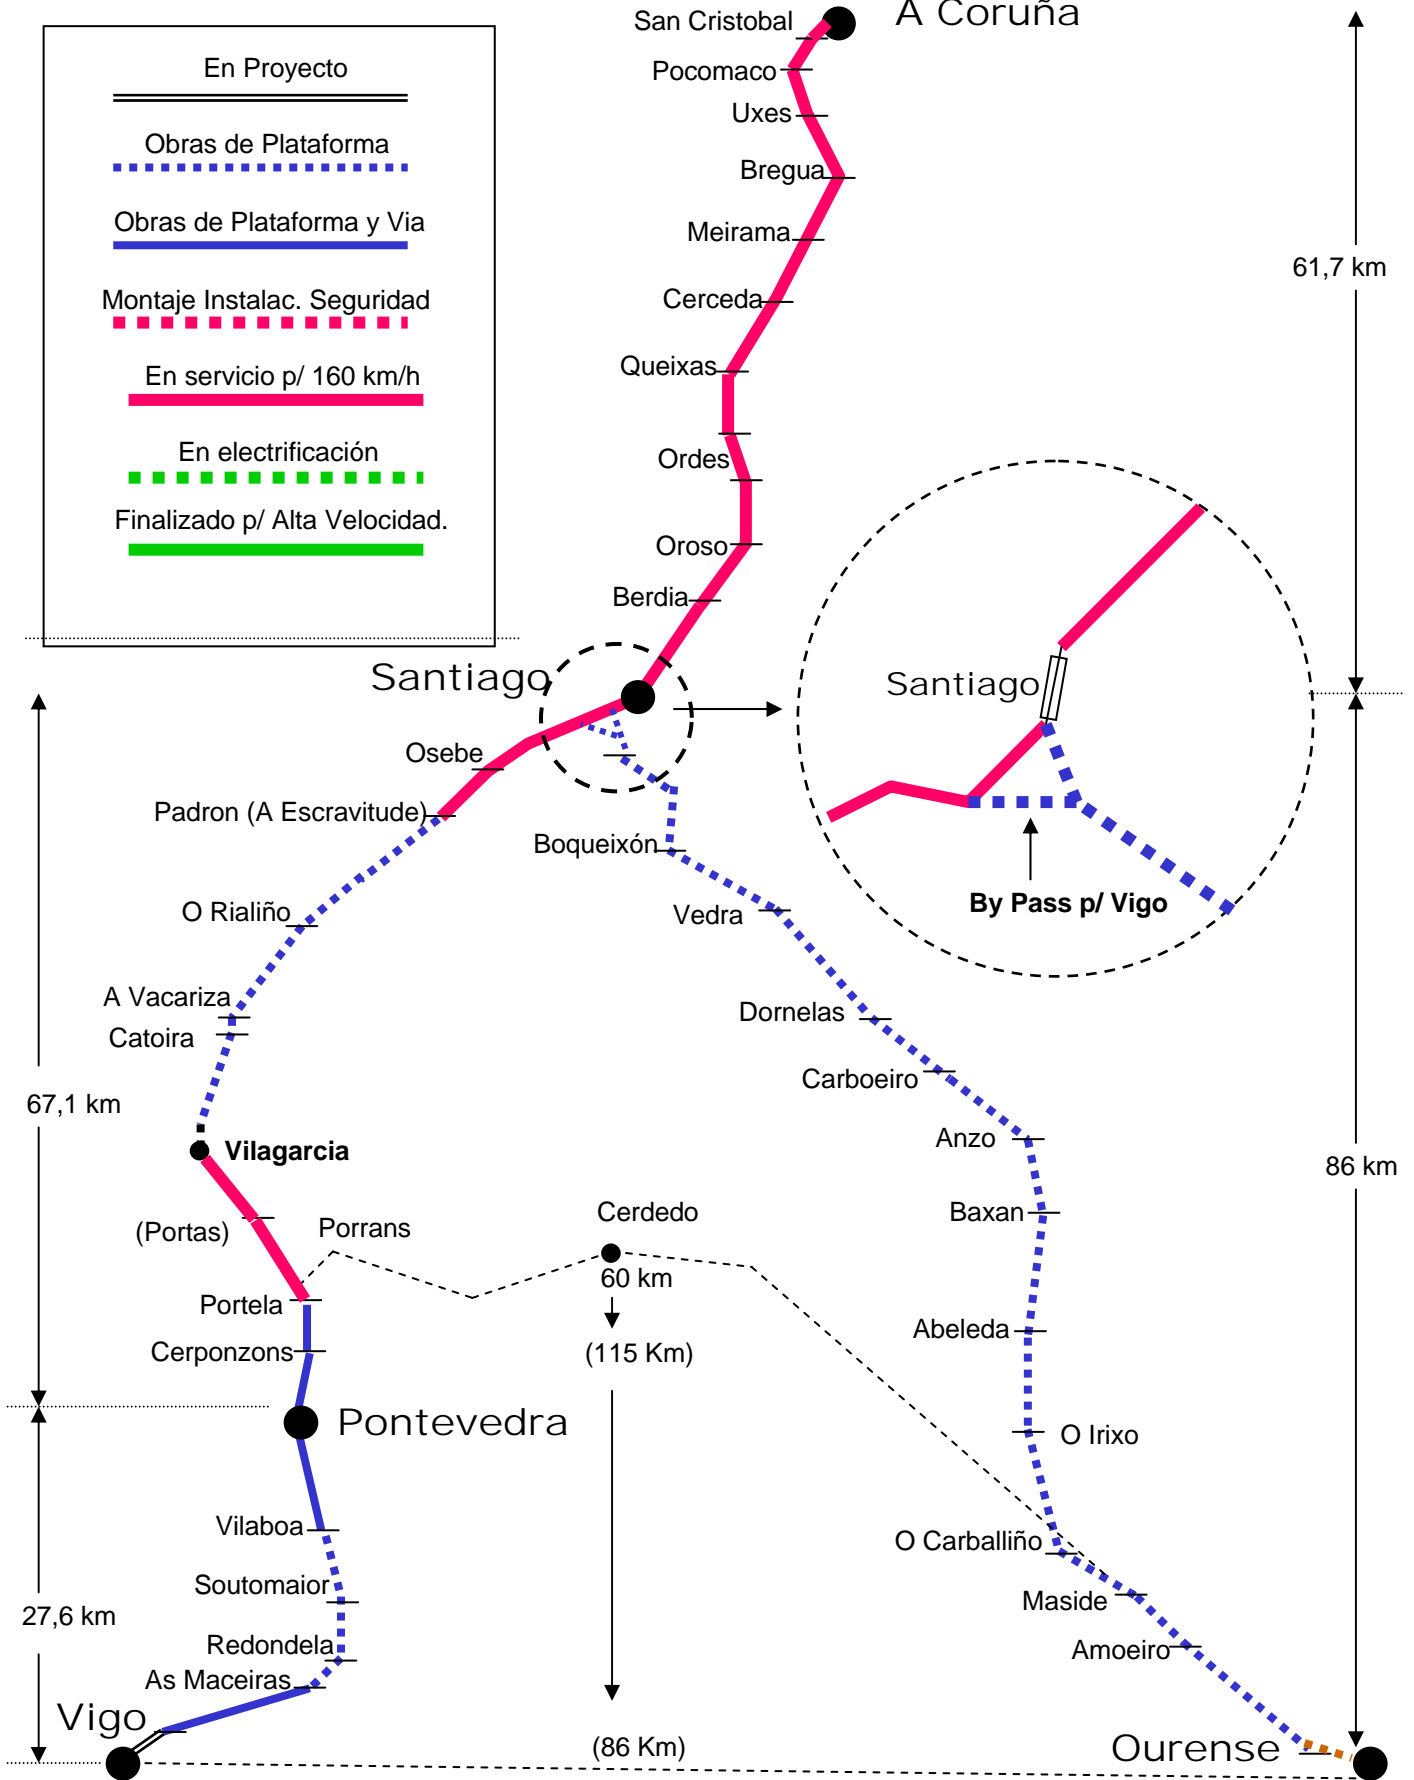 A Coruña
San Cristobal
En Proyecto
Pocomaco
Uxes
Obras de Plataforma
Bregua
Obras de Plataforma y Via
Meirama
61,7 km
Montaje Instalac. Seguridad
Cerceda
En servicio p/ 160 km/h
Queixas
En electrificación
Ordes
Finalizado p/ Alta Velocidad.
Oroso
Berdia
Santiago
Santiago
Osebe
Padron (A Escravitude)
Boqueixón
By Pass p/ Vigo
O Rialiño
Vedra
A Vacariza
Dornelas
Catoira
Carboeiro
67,1 km
Anzo
Vilagarcia
86 km
Baxan
Cerdedo
Porrans
(Portas)
60 km
Portela
Abeleda
Cerponzons
(115 Km)
Pontevedra
O Irixo
Vilaboa
O Carballiño
Soutomaior
Maside
27,6 km
Redondela
Amoeiro
As Maceiras
Vigo
(86 Km)
Ourense